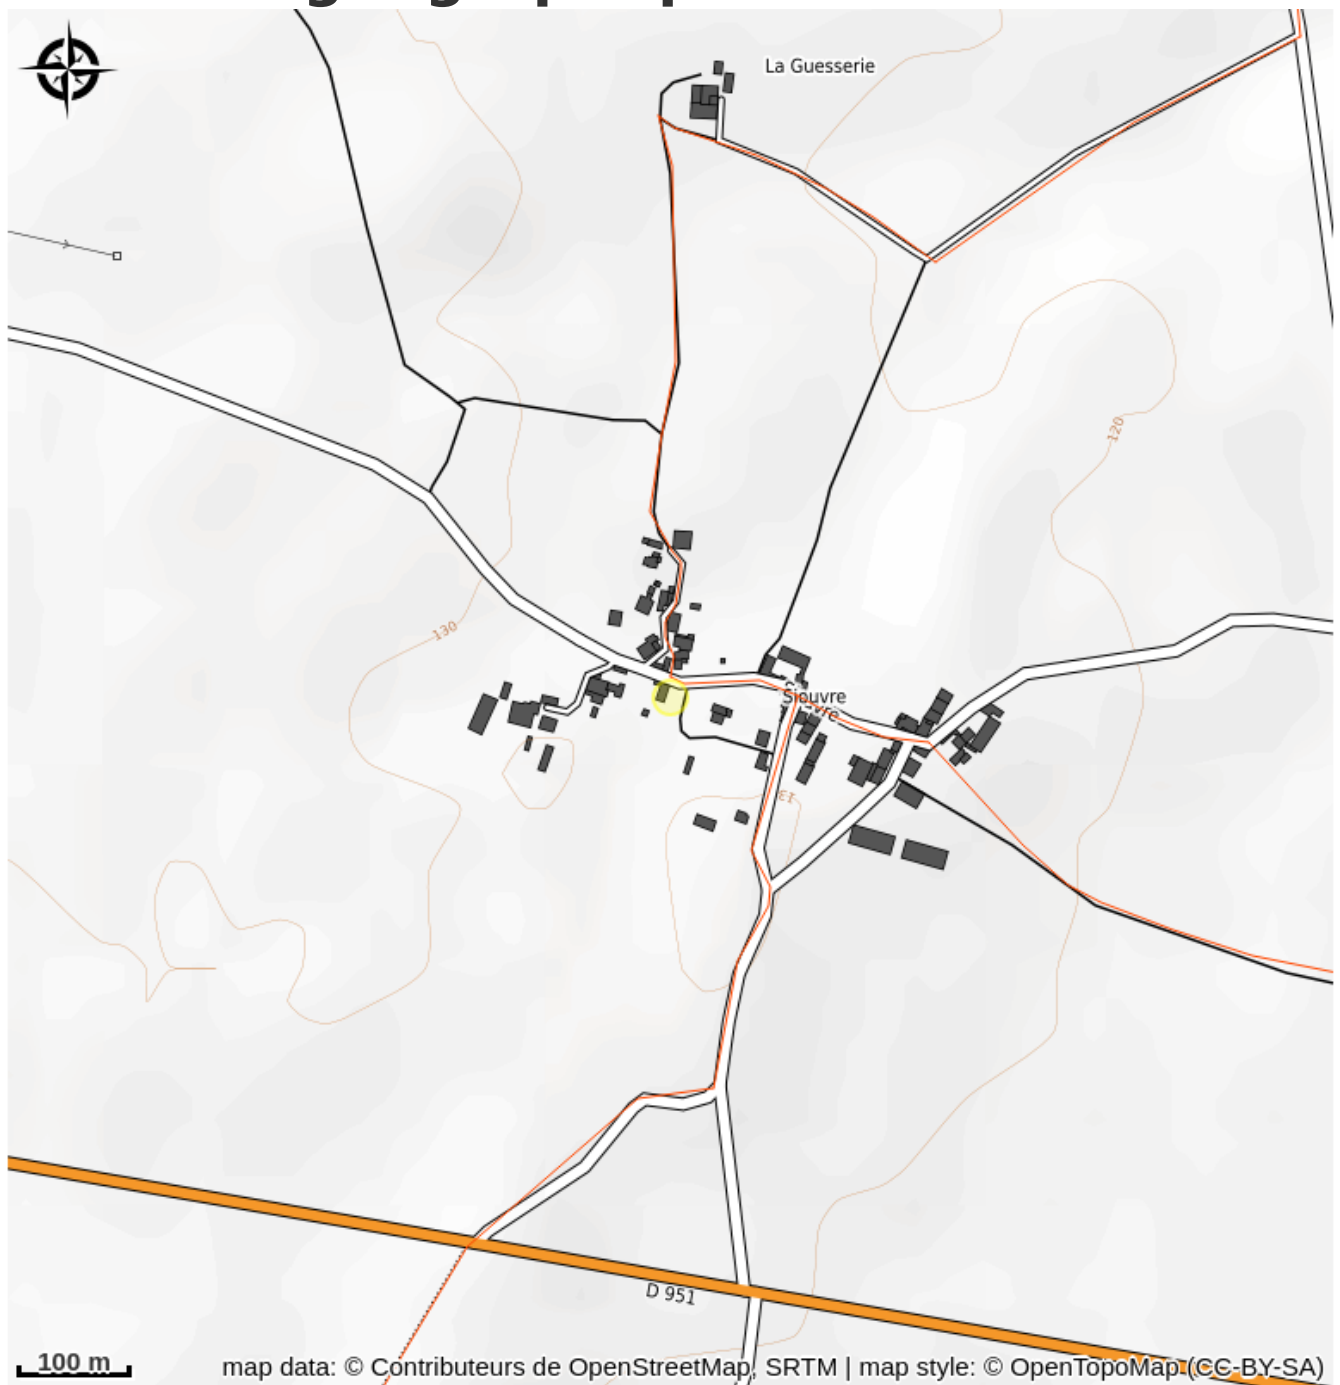 La Guesserie
120
130
Siouvre
D 951
100 m
map data: © Contributeurs de OpenStreetMap, SRTM | map style: © OpenTopoMap (CC-BY-SA)